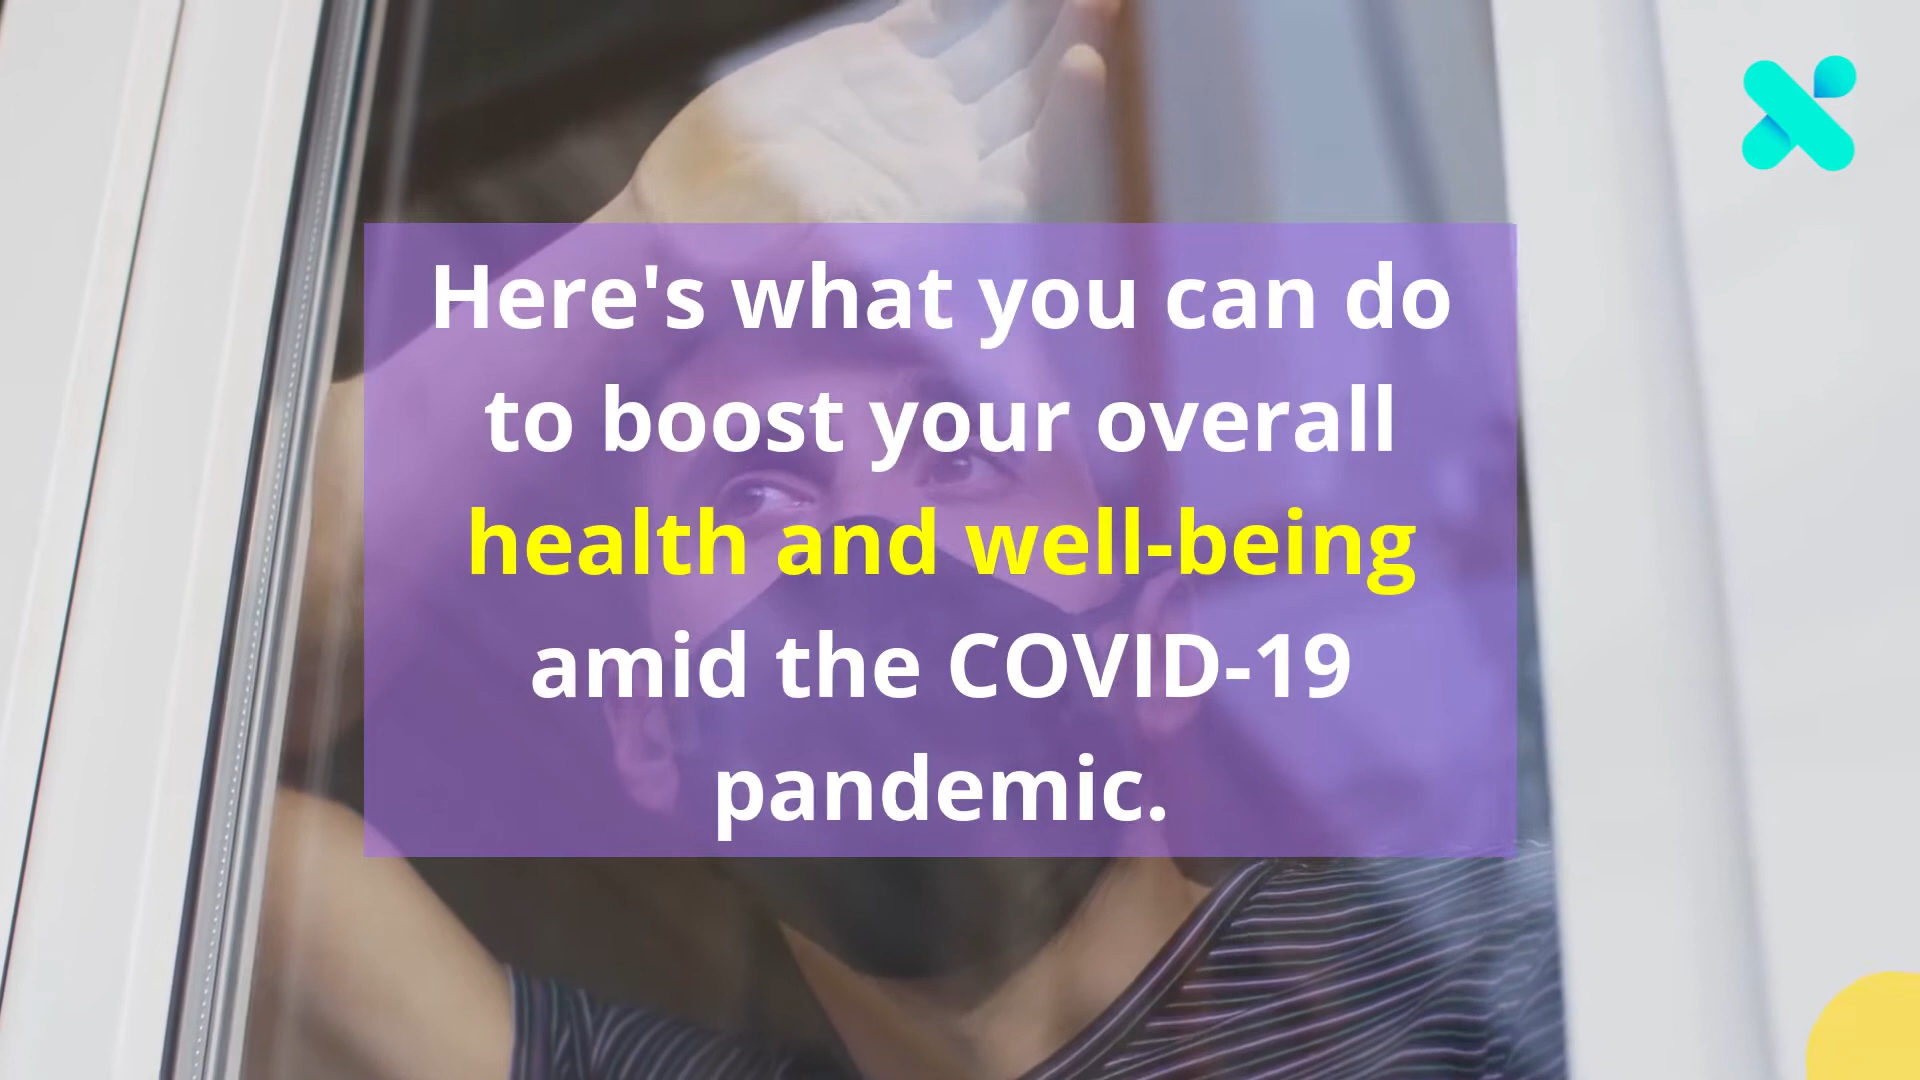 Here's what you can do
to boost your overall
health and well-being
amid the COVID-19
pandemic.